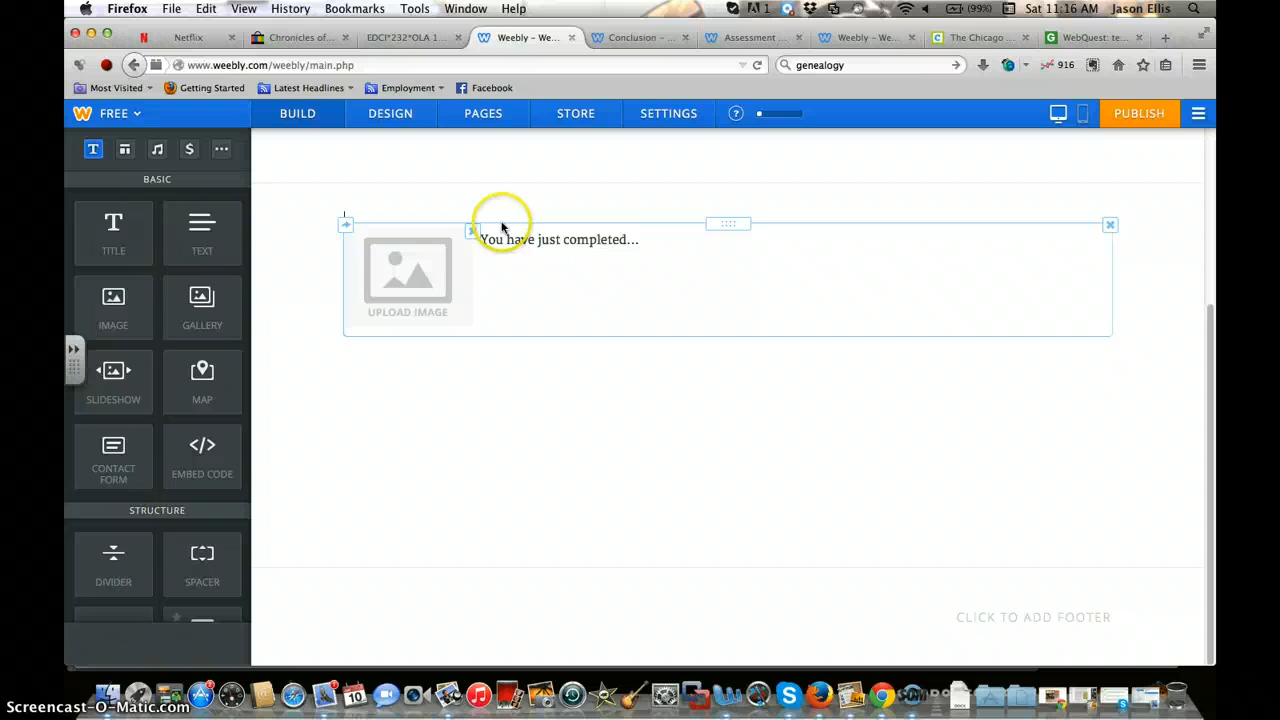 Firefox File Edit View History Bookmarks Tools Window Help 1 (99%) Sat 11:16 AM Jason Ellis
Netflix Chronicles of... EDCI*232*OLA 1... Weebly – We... Conclusion – ... Assessment ... Weebly – We... The Chicago ... WebQuest: te...
www.weebly.com/weebly/main.php genealogy 916
Most Visited Getting Started Latest Headlines Employment Facebook
FREE BUILD DESIGN PAGES STORE SETTINGS ? PUBLISH
T $
BASIC
TITLE TEXT
You have just completed...
UPLOAD IMAGE
IMAGE GALLERY
SLIDESHOW MAP
CONTACT FORM EMBED CODE
STRUCTURE
DIVIDER SPACER
CLICK TO ADD FOOTER
10
Screencast-O-Matic.com